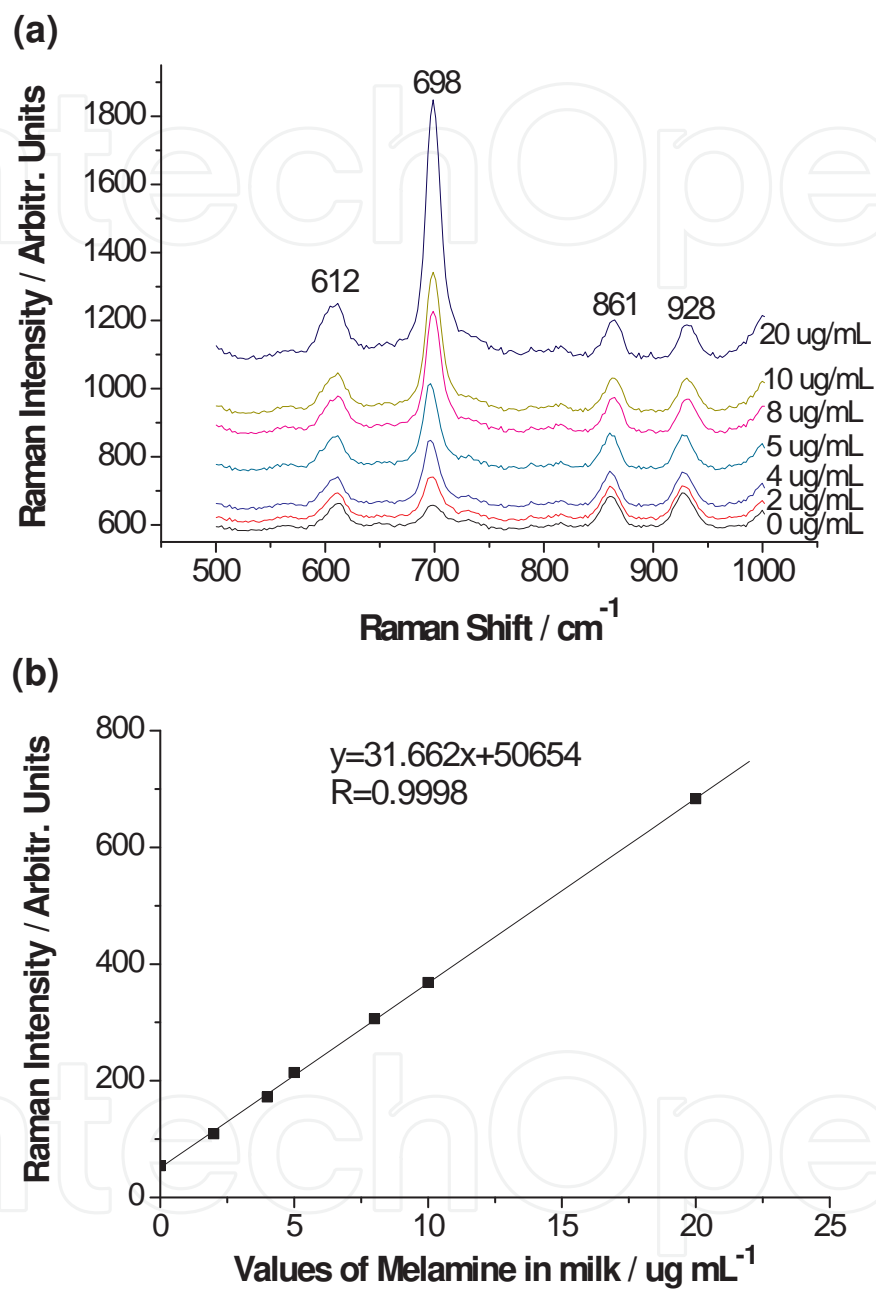 (a)
698
612
861
928
1800
1600
1400
1200
1000
800
600
Raman Intensity / Arbitr. Units
20 ug/mL
10 ug/mL
8 ug/mL
5 ug/mL
4 ug/mL
2 ug/mL
0 ug/mL
500 600 700 800 900 1000
Raman Shift / cm⁻¹
(b)
y=31.662x+50654
R=0.9998
800
600
400
200
0
Raman Intensity / Arbitr. Units
0 5 10 15 20 25
Values of Melamine in milk / ug mL⁻¹
ntechOpe
ntechOpe